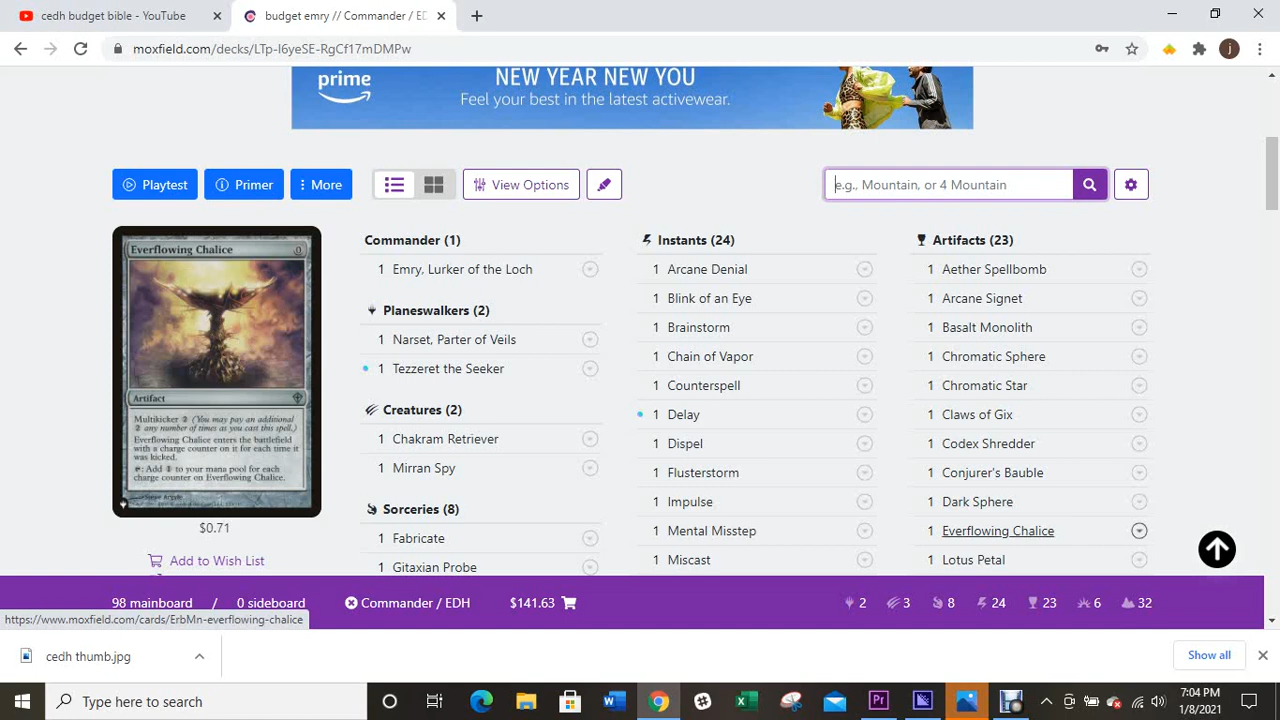 cedh budget bible - YouTube
budget emry // Commander / ED
moxfield.com/decks/LTp-I6yeSE-RgCf17mDMPw
j
prime
NEW YEAR NEW YOU
Feel your best in the latest activewear.
Playtest
Primer
More
View Options
e.g., Mountain, or 4 Mountain
Everflowing Chalice
0
Artifact
Multikicker 2 (You may pay an additional
2 any number of times as you cast this spell.)
Everflowing Chalice enters the battlefield
with a charge counter on it for each time it
was kicked.
: Add 1 to your mana pool for each
charge counter on Everflowing Chalice.
$0.71
Add to Wish List
Commander (1)
1 Emry, Lurker of the Loch
Planeswalkers (2)
1 Narset, Parter of Veils
1 Tezzeret the Seeker
Creatures (2)
1 Chakram Retriever
1 Mirran Spy
Sorceries (8)
1 Fabricate
1 Gitaxian Probe
Instants (24)
1 Arcane Denial
1 Blink of an Eye
1 Brainstorm
1 Chain of Vapor
1 Counterspell
1 Delay
1 Dispel
1 Flusterstorm
1 Impulse
1 Mental Misstep
1 Miscast
Artifacts (23)
1 Aether Spellbomb
1 Arcane Signet
1 Basalt Monolith
1 Chromatic Sphere
1 Chromatic Star
1 Claws of Gix
1 Codex Shredder
1 Conjurer's Bauble
1 Dark Sphere
1 Everflowing Chalice
1 Lotus Petal
98 mainboard / 0 sideboard
Commander / EDH
$141.63
2 3 8 24 23 6 32
https://www.moxfield.com/cards/ErbMn-everflowing-chalice
cedh thumb.jpg
Show all
Type here to search
7:04 PM
1/8/2021